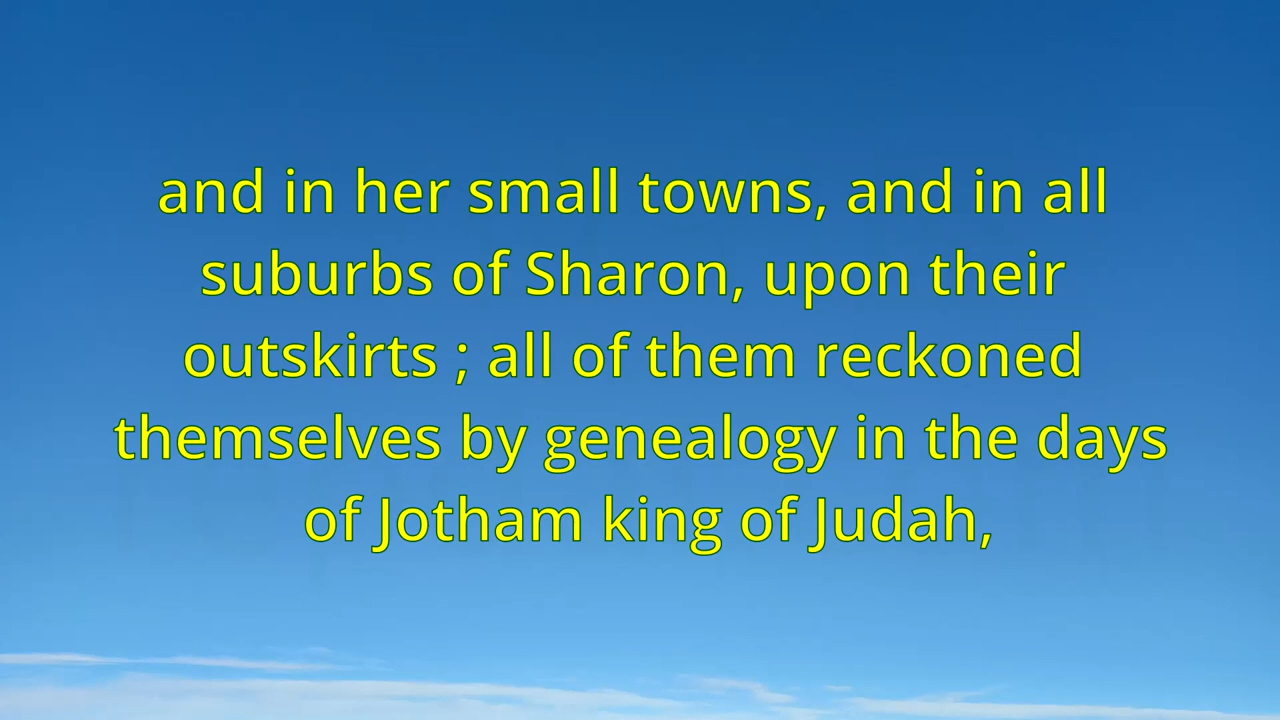 and in her small towns, and in all
suburbs of Sharon, upon their
outskirts ; all of them reckoned
themselves by genealogy in the days
of Jotham king of Judah,